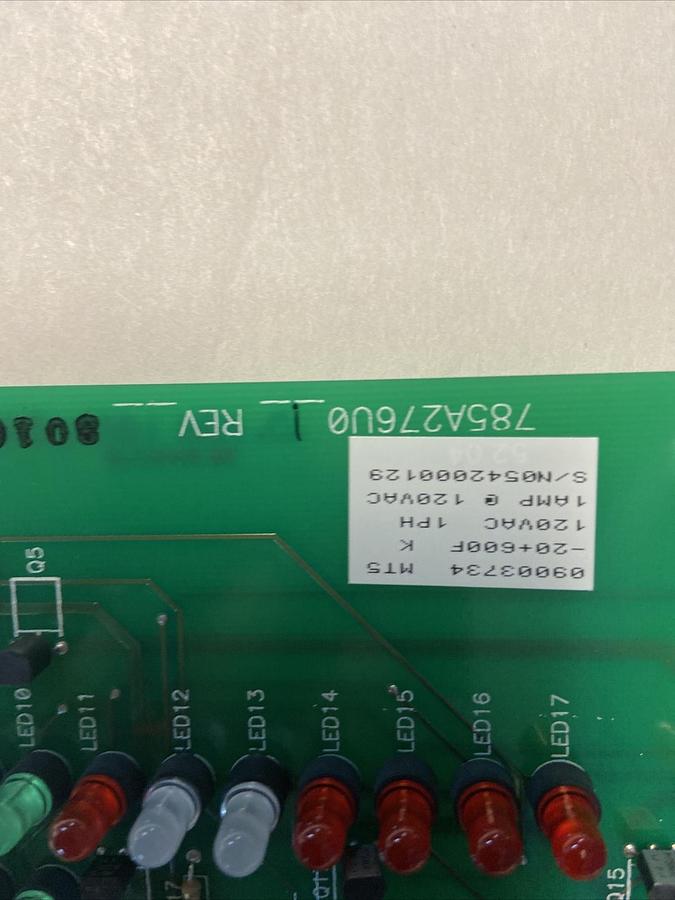 785A276U0 1 REV
09003734 MT5
-20+600F K
120VAC 1PH
1AMP @ 120VAC
S/N0542000129
Q5
LED10
LED11
LED12
LED13
LED14
LED15
LED16
LED17
Q15